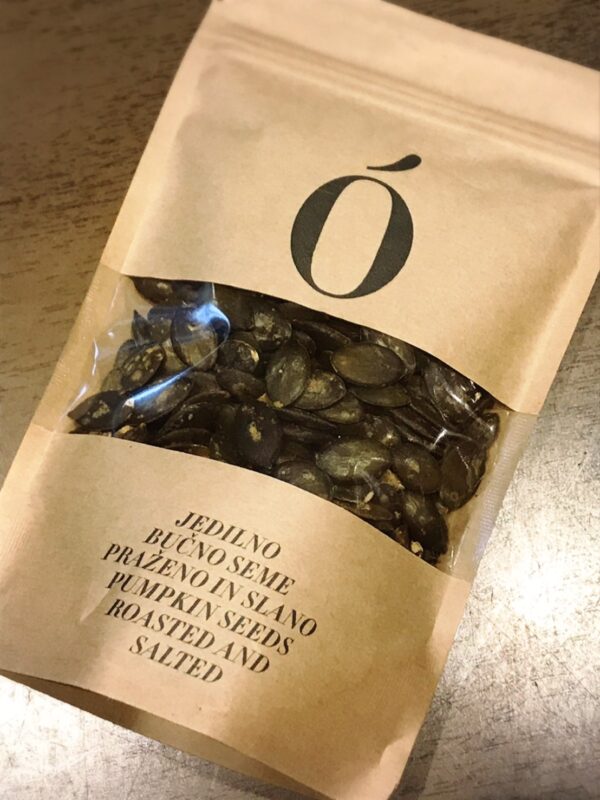 Ó
JEDILNO
BUČNO SEME
PRAŽENO IN SLANO
PUMPKIN SEEDS
ROASTED AND
SALTED